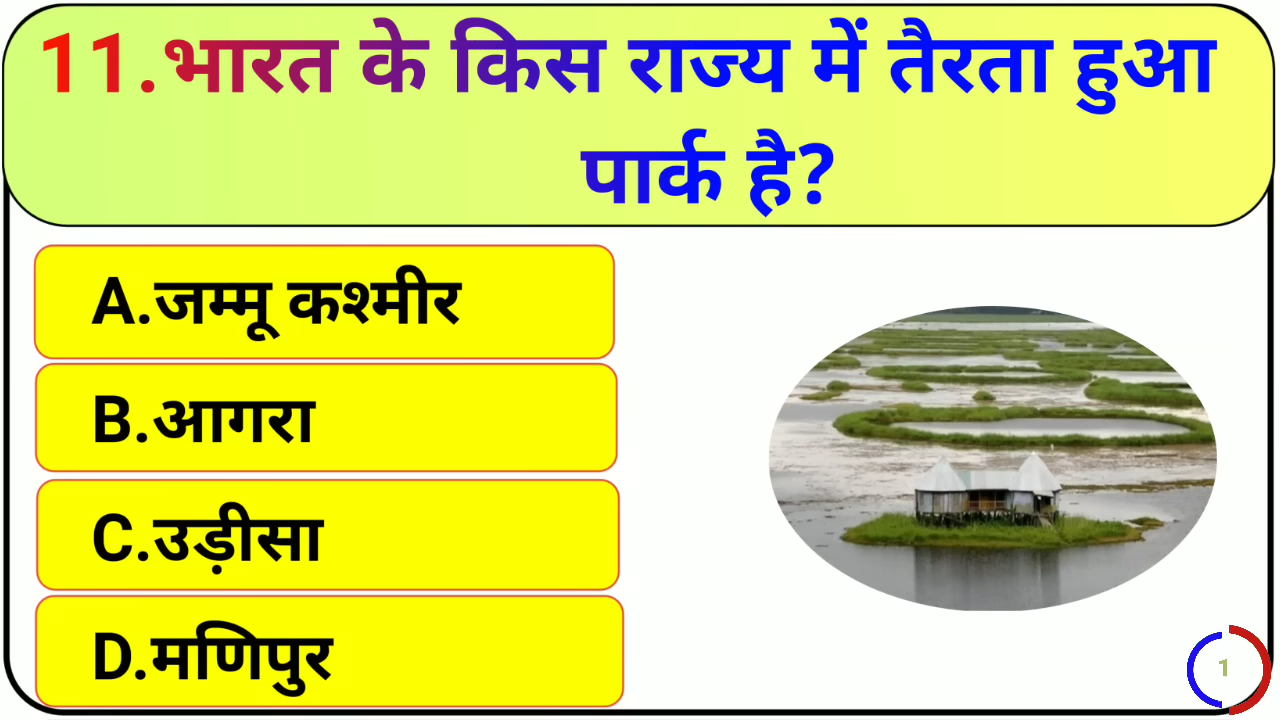 11.भारत के किस राज्य में तैरता हुआ
पार्क है?
A.जम्मू कश्मीर
B.आगरा
C.उड़ीसा
D.मणिपुर
1